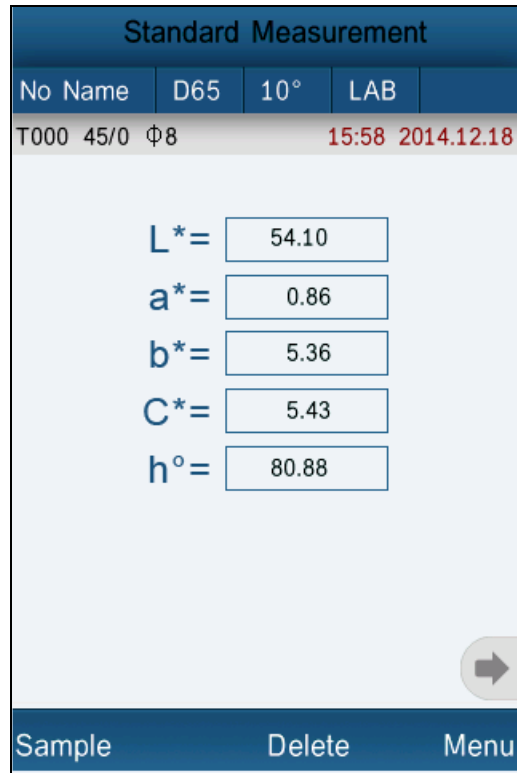 Standard Measurement
No Name D65 10° LAB
T000 45/0 Φ8 15:58 2014.12.18
L*= 54.10
a*= 0.86
b*= 5.36
C*= 5.43
h°= 80.88
Sample Delete Menu